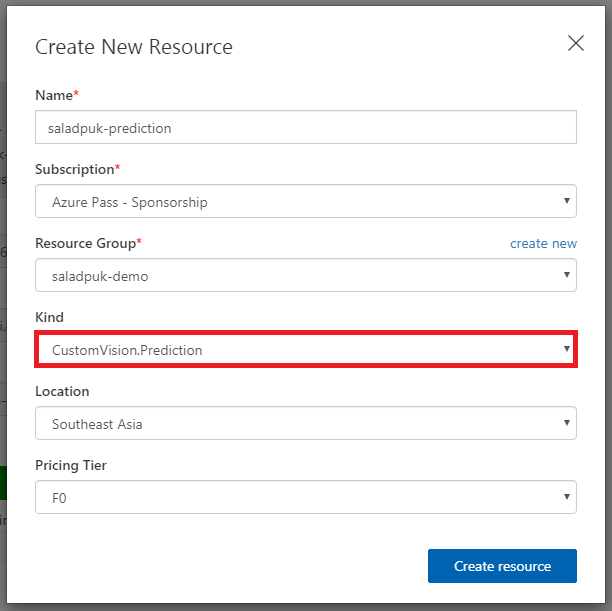 Create New Resource
Name*
saladpuk-prediction
Subscription*
Azure Pass - Sponsorship
Resource Group*
create new
saladpuk-demo
Kind
CustomVision.Prediction
Location
Southeast Asia
Pricing Tier
F0
Create resource